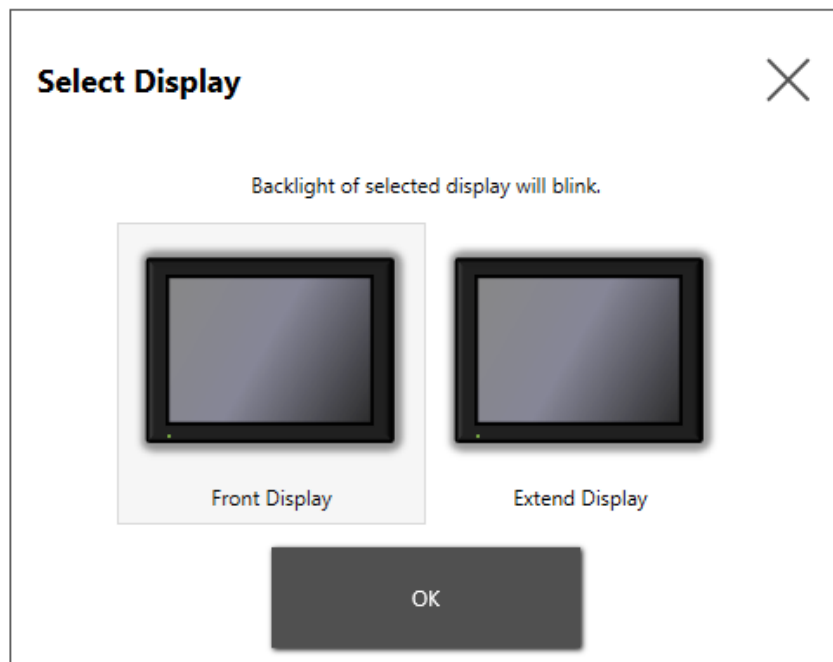 Select Display
Backlight of selected display will blink.
Front Display
Extend Display
OK